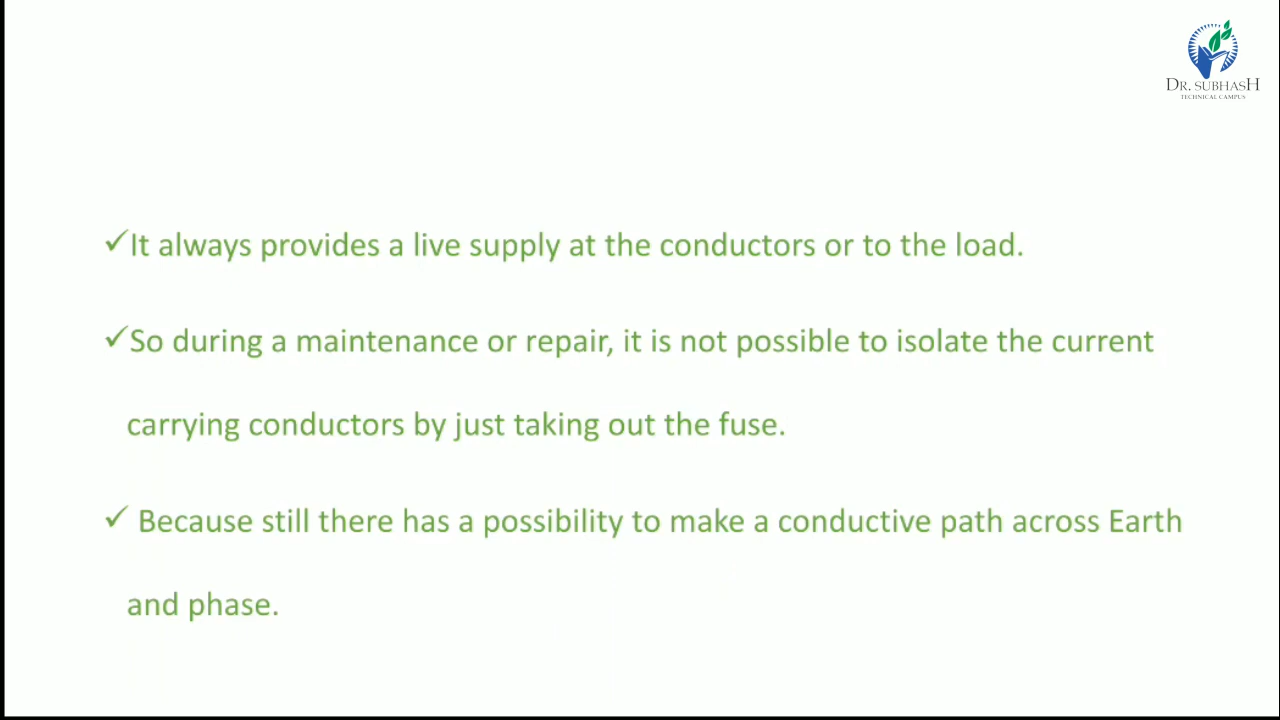 DR. SUBHASH
TECHNICAL CAMPUS
✓It always provides a live supply at the conductors or to the load.
✓So during a maintenance or repair, it is not possible to isolate the current
carrying conductors by just taking out the fuse.
✓ Because still there has a possibility to make a conductive path across Earth
and phase.